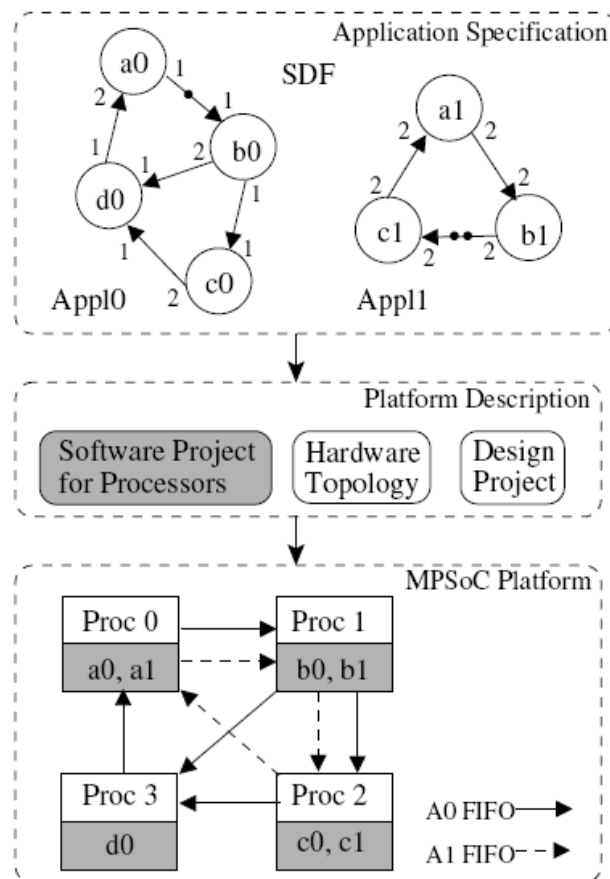 Application Specification
SDF
a0
1
1
2
b0
2
1
1
d0
1
1
c0
1
2
Appl0
a1
2
2
2
c1
2
2
b1
2
Appl1
Platform Description
Software Project
for Processors
Hardware
Topology
Design
Project
MPSoC Platform
Proc 0
a0, a1
Proc 1
b0, b1
Proc 3
d0
Proc 2
c0, c1
A0 FIFO
A1 FIFO